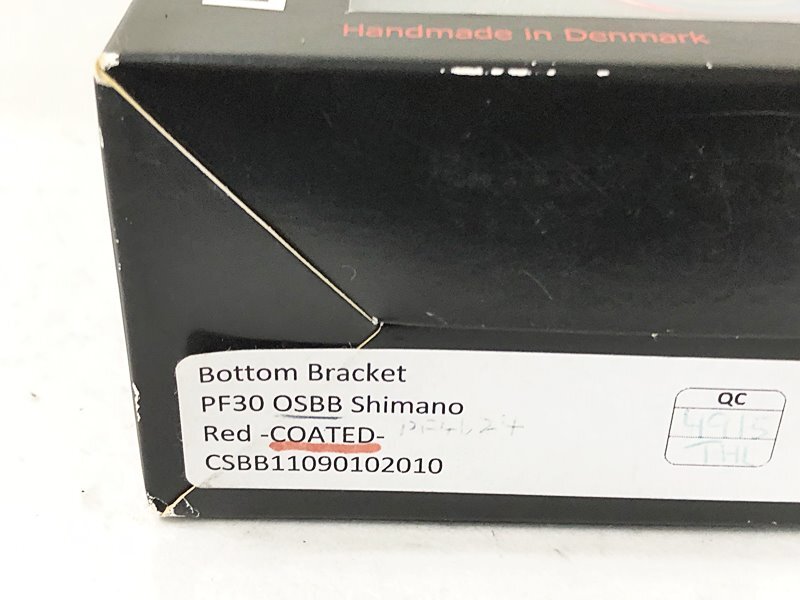 Handmade in Denmark
Bottom Bracket
PF30 OSBB Shimano
Red -COATED-
CSBB11090102010
QC
4915
THL